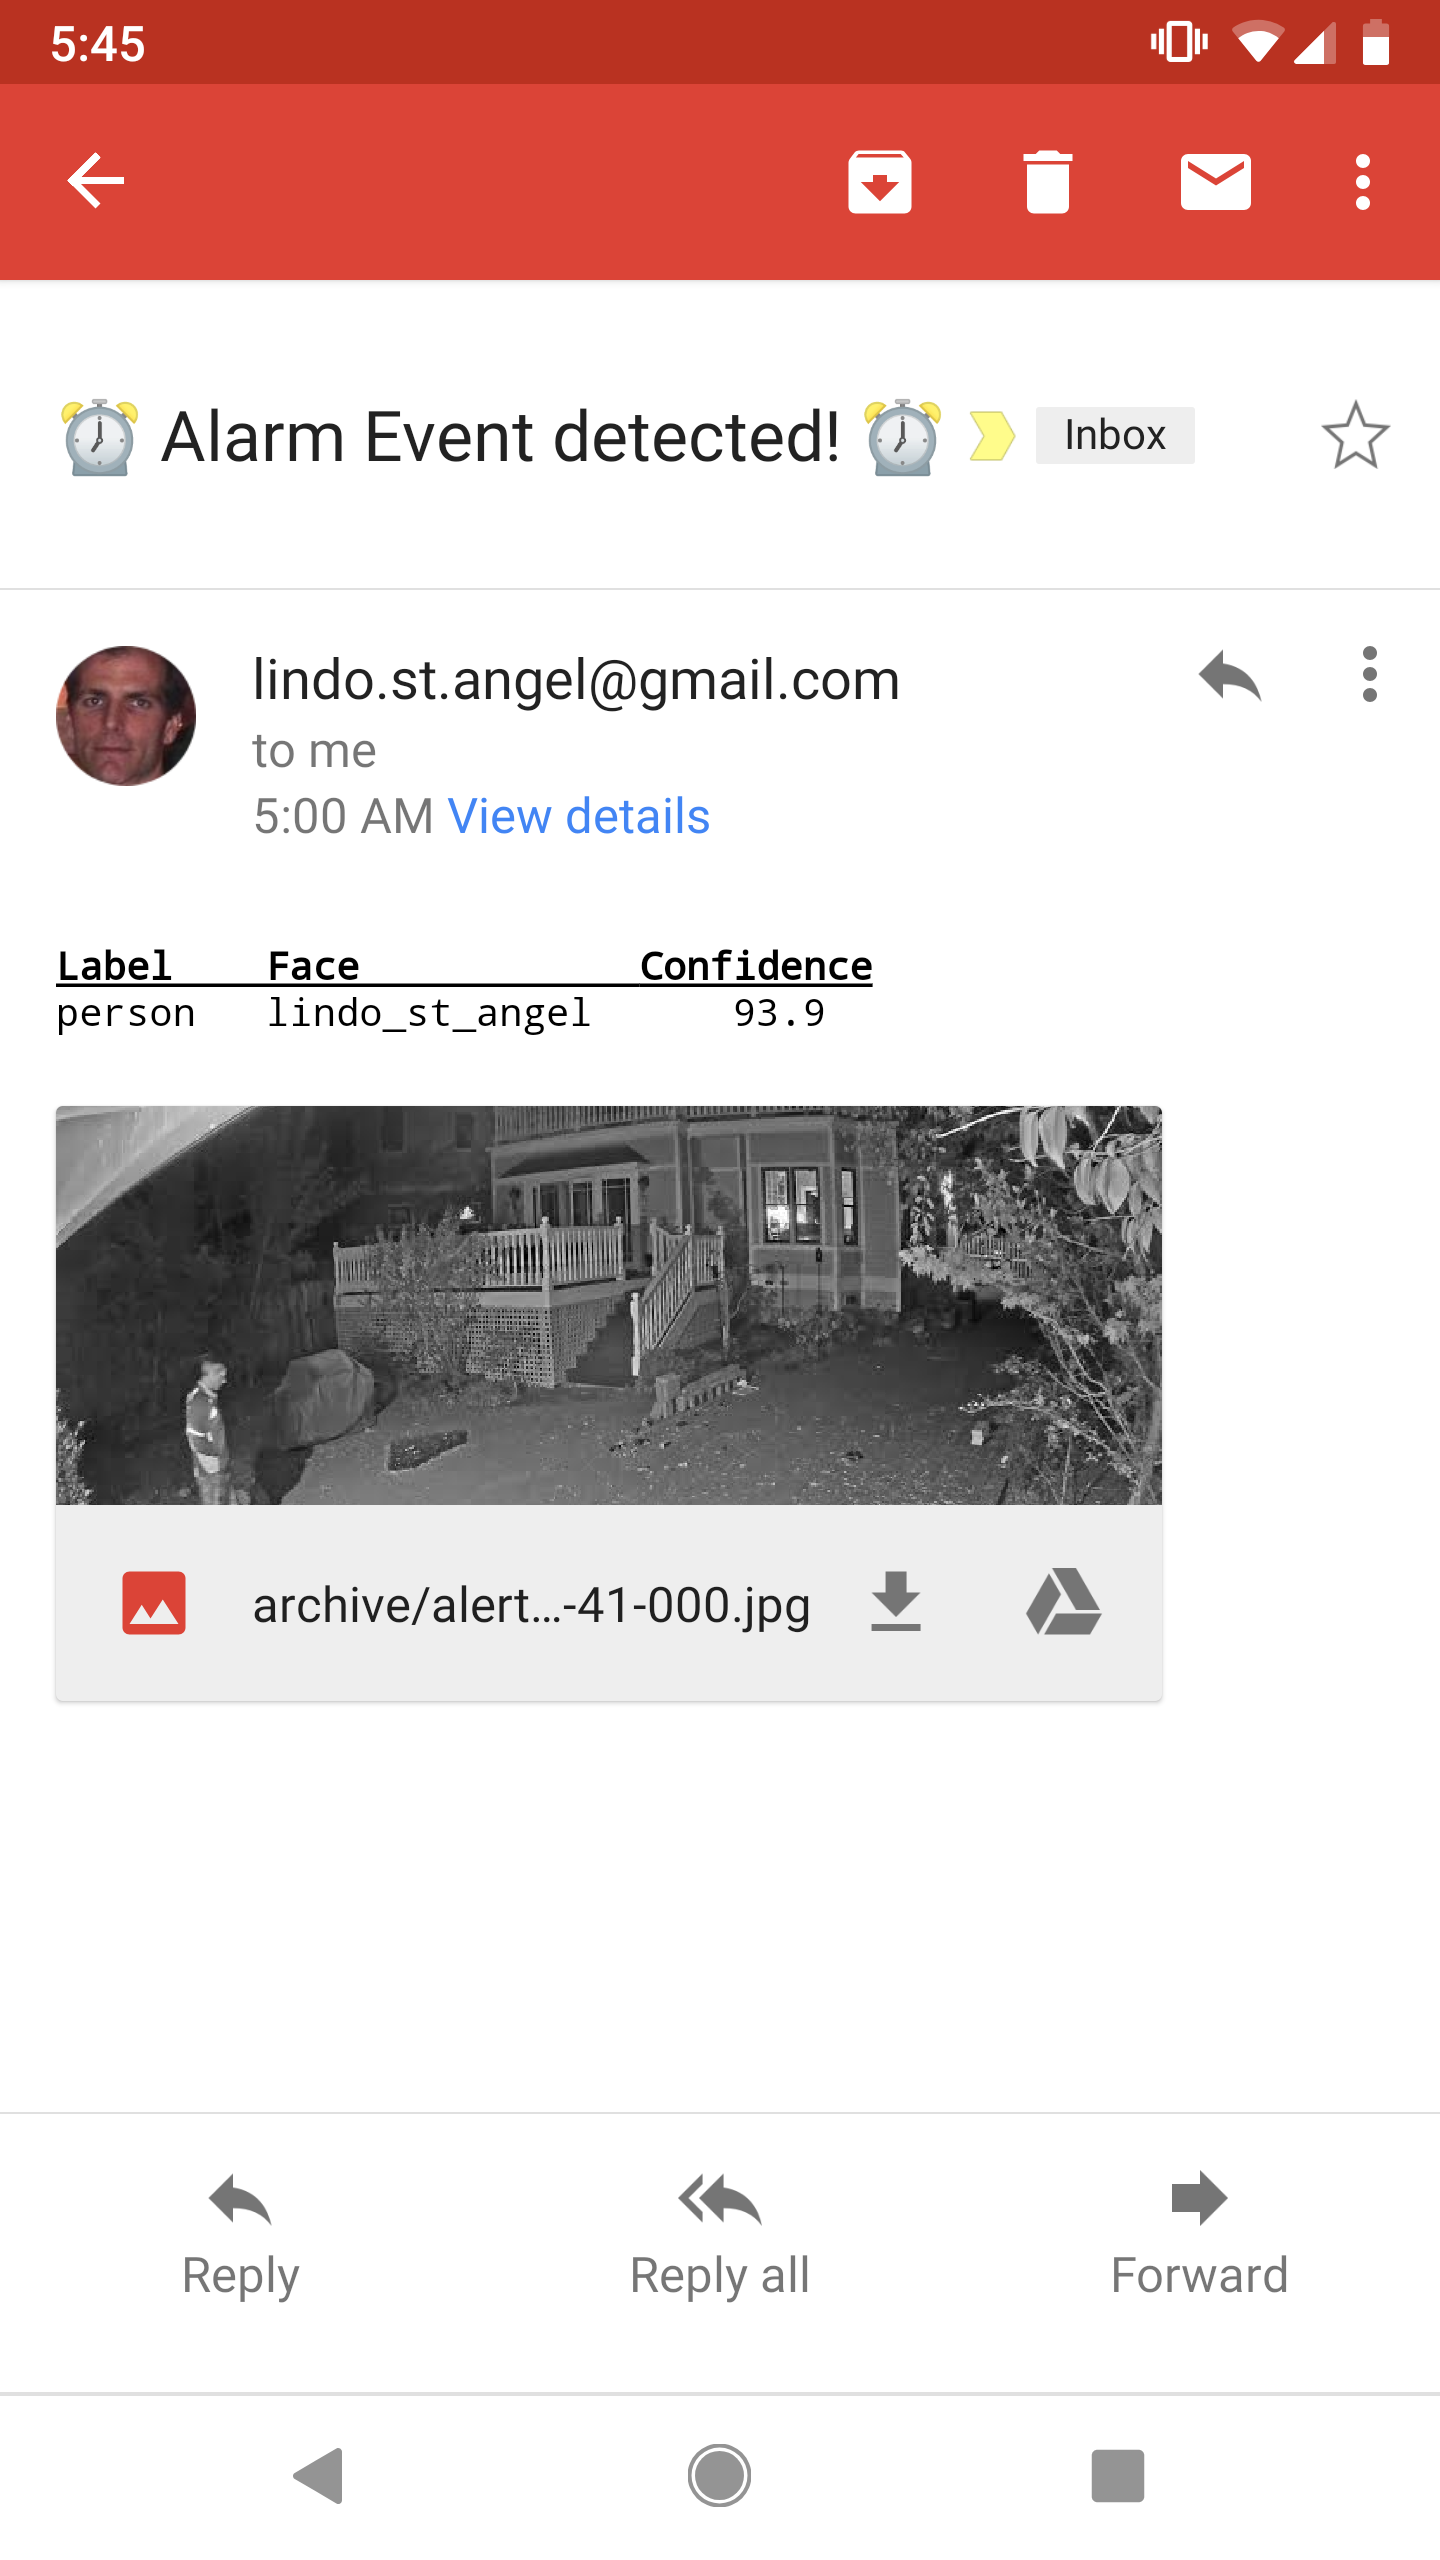 5:45
⏰ Alarm Event detected! ⏰ Inbox
lindo.st.angel@gmail.com
to me
5:00 AM View details
Label Face Confidence
person lindo_st_angel 93.9
archive/alert...-41-000.jpg
Reply Reply all Forward